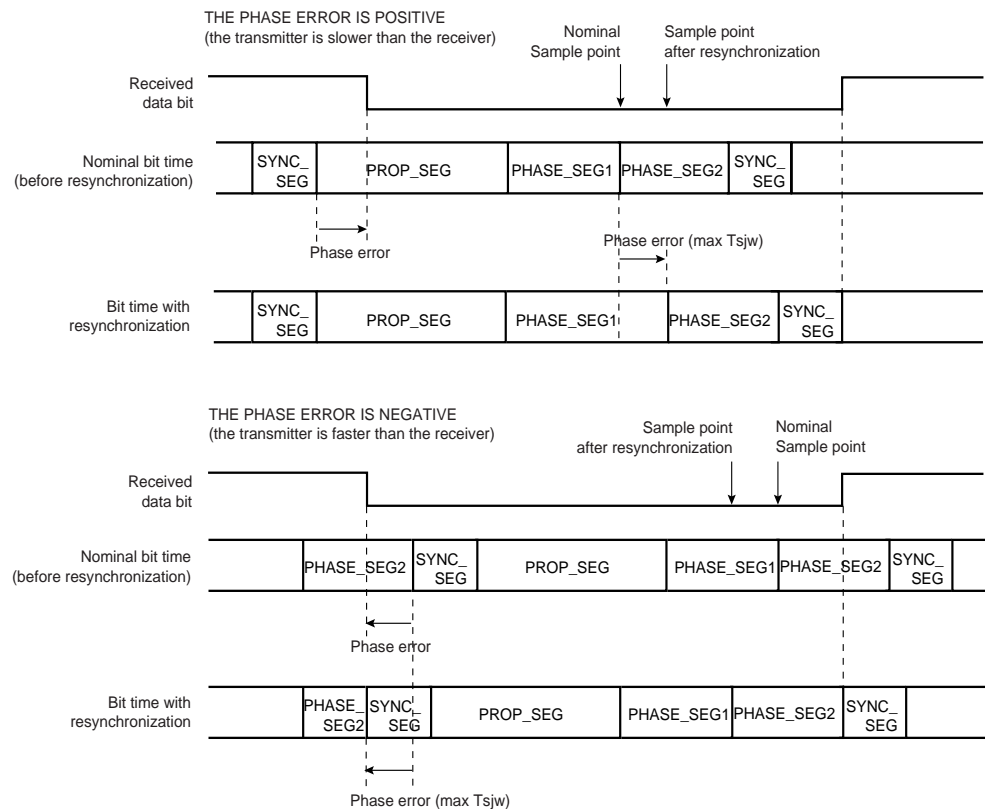 THE PHASE ERROR IS POSITIVE
(the transmitter is slower than the receiver)
Nominal
Sample point
Sample point
after resynchronization
Received
data bit
Nominal bit time
(before resynchronization)
SYNC_
SEG
PROP_SEG
PHASE_SEG1
PHASE_SEG2
SYNC_
SEG
Phase error
Phase error (max Tsjw)
Bit time with
resynchronization
SYNC_
SEG
PROP_SEG
PHASE_SEG1
PHASE_SEG2
SYNC_
SEG
THE PHASE ERROR IS NEGATIVE
(the transmitter is faster than the receiver)
Sample point
after resynchronization
Nominal
Sample point
Received
data bit
Nominal bit time
(before resynchronization)
PHASE_SEG2
SYNC_
SEG
PROP_SEG
PHASE_SEG1
PHASE_SEG2
SYNC_
SEG
Phase error
Bit time with
resynchronization
PHASE_
SEG2
SYNC_
SEG
PROP_SEG
PHASE_SEG1
PHASE_SEG2
SYNC_
SEG
Phase error (max Tsjw)